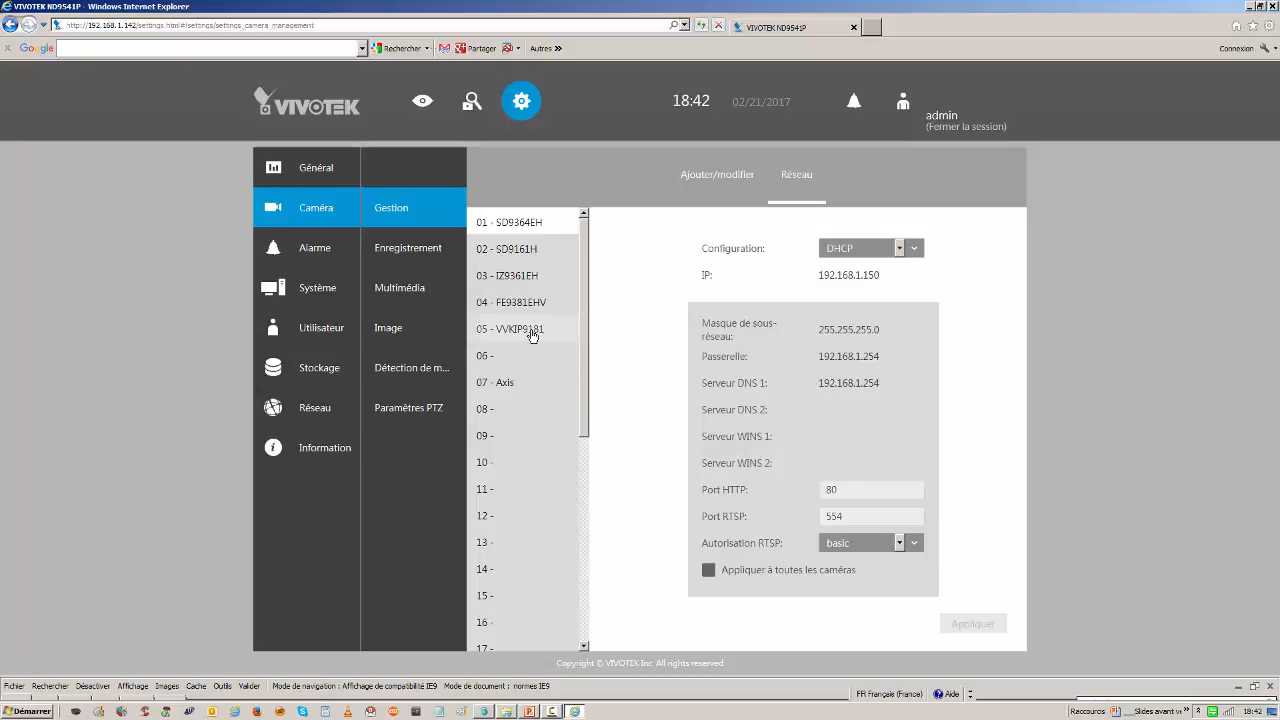 VIVOTEK ND9541P - Windows Internet Explorer
http://192.168.1.142/settings.html#!settings/settings_camera_management
VIVOTEK ND9541P
Google
Rechercher
Partager
Autres »
Connexion
VIVOTEK
18:42
02/21/2017
admin
(Fermer la session)
Général
Caméra
Alarme
Système
Utilisateur
Stockage
Réseau
Information
Gestion
Enregistrement
Multimédia
Image
Détection de m...
Paramètres PTZ
01 - SD9364EH
02 - SD9161H
03 - IZ9361EH
04 - FE9381EHV
05 - VVKIP9181
06 -
07 - Axis
08 -
09 -
10 -
11 -
12 -
13 -
14 -
15 -
16 -
17 -
Ajouter/modifier
Réseau
Configuration:
DHCP
IP:
192.168.1.150
Masque de sous-
réseau:
255.255.255.0
Passerelle:
192.168.1.254
Serveur DNS 1:
192.168.1.254
Serveur DNS 2:
Serveur WINS 1:
Serveur WINS 2:
Port HTTP:
80
Port RTSP:
554
Autorisation RTSP:
basic
Appliquer à toutes les caméras
Appliquer
Copyright © VIVOTEK Inc. All rights reserved
Fichier Rechercher Désactiver Affichage Images Cache Outils Valider Mode de navigation : Affichage de compatibilité IE9 Mode de document : normes IE9
FR Français (France)
Aide
Démarrer
Raccourcis
Slides avant v
18:42